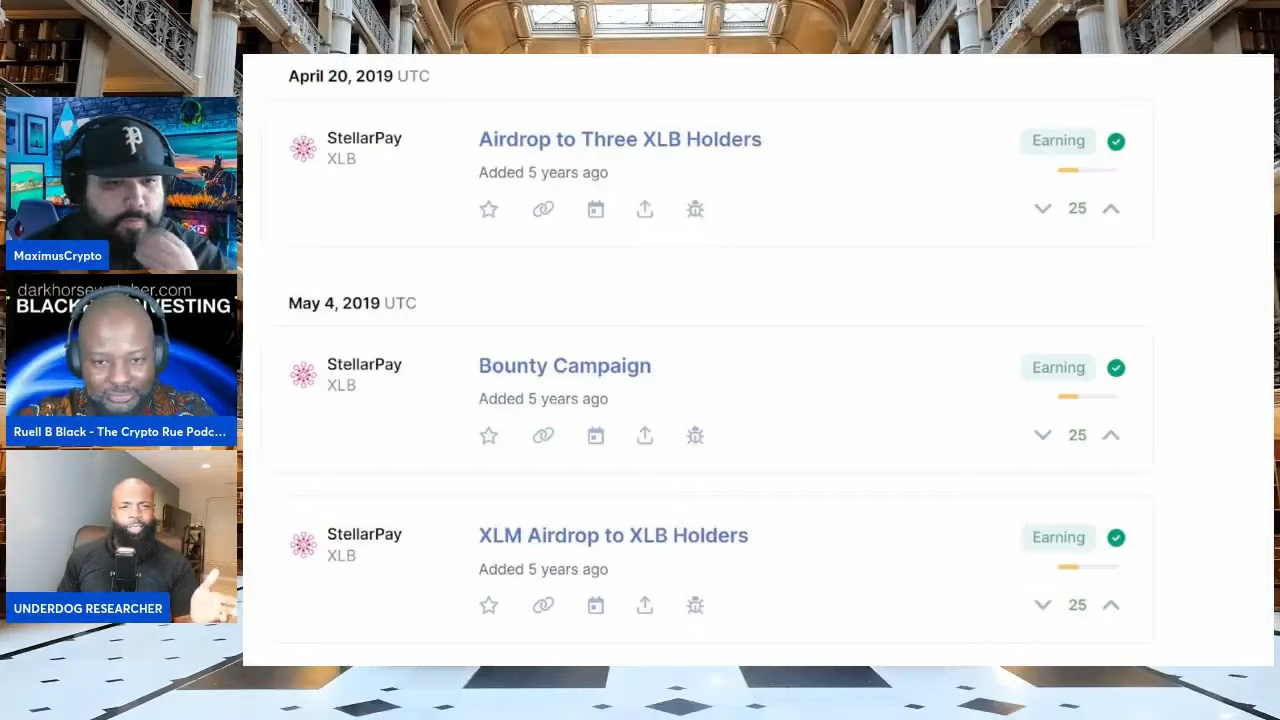 April 20, 2019 UTC
StellarPay
XLB
Airdrop to Three XLB Holders
Added 5 years ago
Earning
25
May 4, 2019 UTC
StellarPay
XLB
Bounty Campaign
Added 5 years ago
Earning
25
StellarPay
XLB
XLM Airdrop to XLB Holders
Added 5 years ago
Earning
25
P
MaximusCrypto
BLACK
VESTING
Ruell B Black - The Crypto Rue Podc...
UNDERDOG RESEARCHER